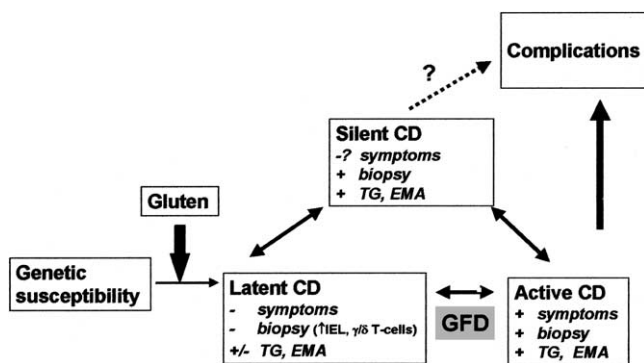 Complications
?
Silent CD
-? symptoms
+ biopsy
+ TG, EMA
Gluten
Genetic
susceptibility
Latent CD
- symptoms
- biopsy (↑IEL, γ/δ T-cells)
+/- TG, EMA
GFD
Active CD
+ symptoms
+ biopsy
+ TG, EMA